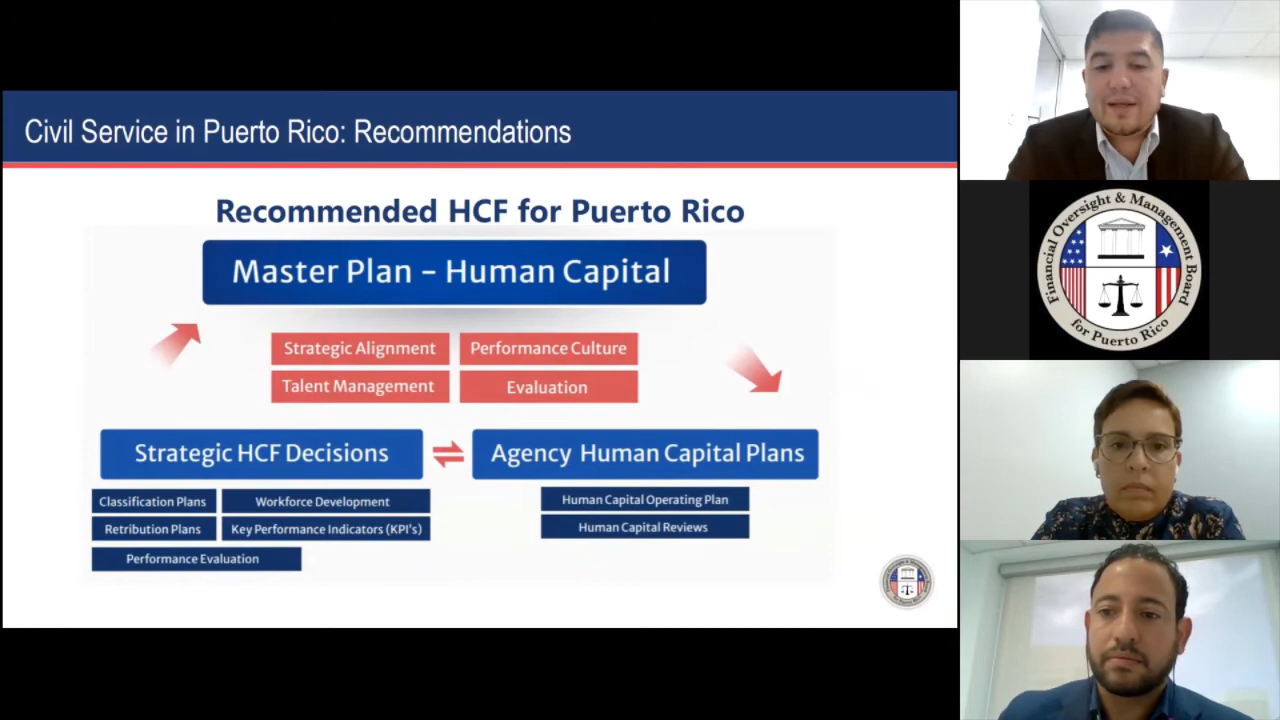 Civil Service in Puerto Rico: Recommendations
Recommended HCF for Puerto Rico
Master Plan – Human Capital
Strategic Alignment
Performance Culture
Talent Management
Evaluation
Strategic HCF Decisions
Agency Human Capital Plans
Classification Plans
Workforce Development
Retribution Plans
Key Performance Indicators (KPI's)
Performance Evaluation
Human Capital Operating Plan
Human Capital Reviews
Financial Oversight & Management Board
for Puerto Rico